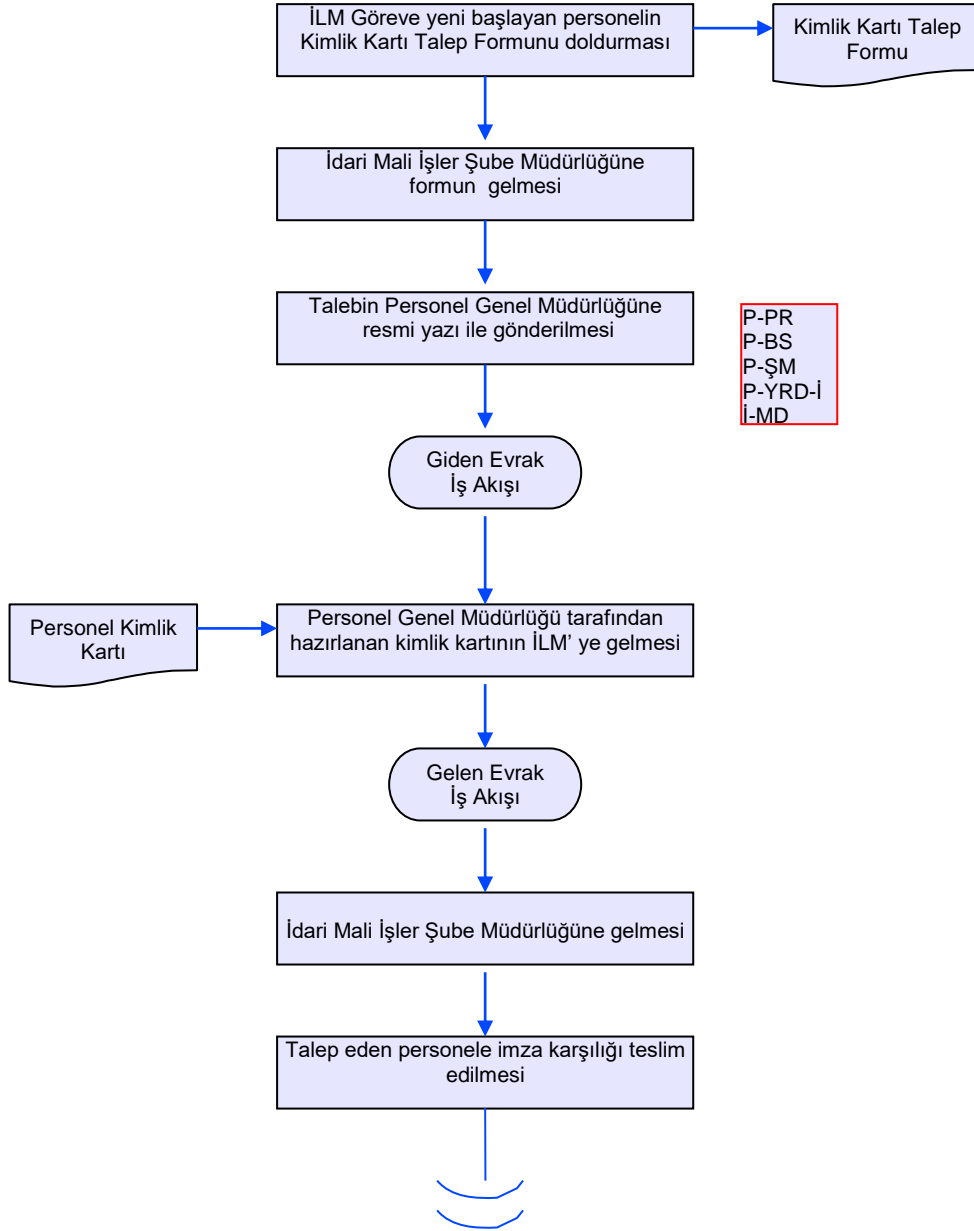 İLM Göreve yeni başlayan personelin
Kimlik Kartı Talep Formunu doldurması
Kimlik Kartı Talep
Formu
İdari Mali İşler Şube Müdürlüğüne
formun gelmesi
Talebin Personel Genel Müdürlüğüne
resmi yazı ile gönderilmesi
P-PR
P-BS
P-ŞM
P-YRD-İ
İ-MD
Giden Evrak
İş Akışı
Personel Kimlik
Kartı
Personel Genel Müdürlüğü tarafından
hazırlanan kimlik kartının İLM’ ye gelmesi
Gelen Evrak
İş Akışı
İdari Mali İşler Şube Müdürlüğüne gelmesi
Talep eden personele imza karşılığı teslim
edilmesi